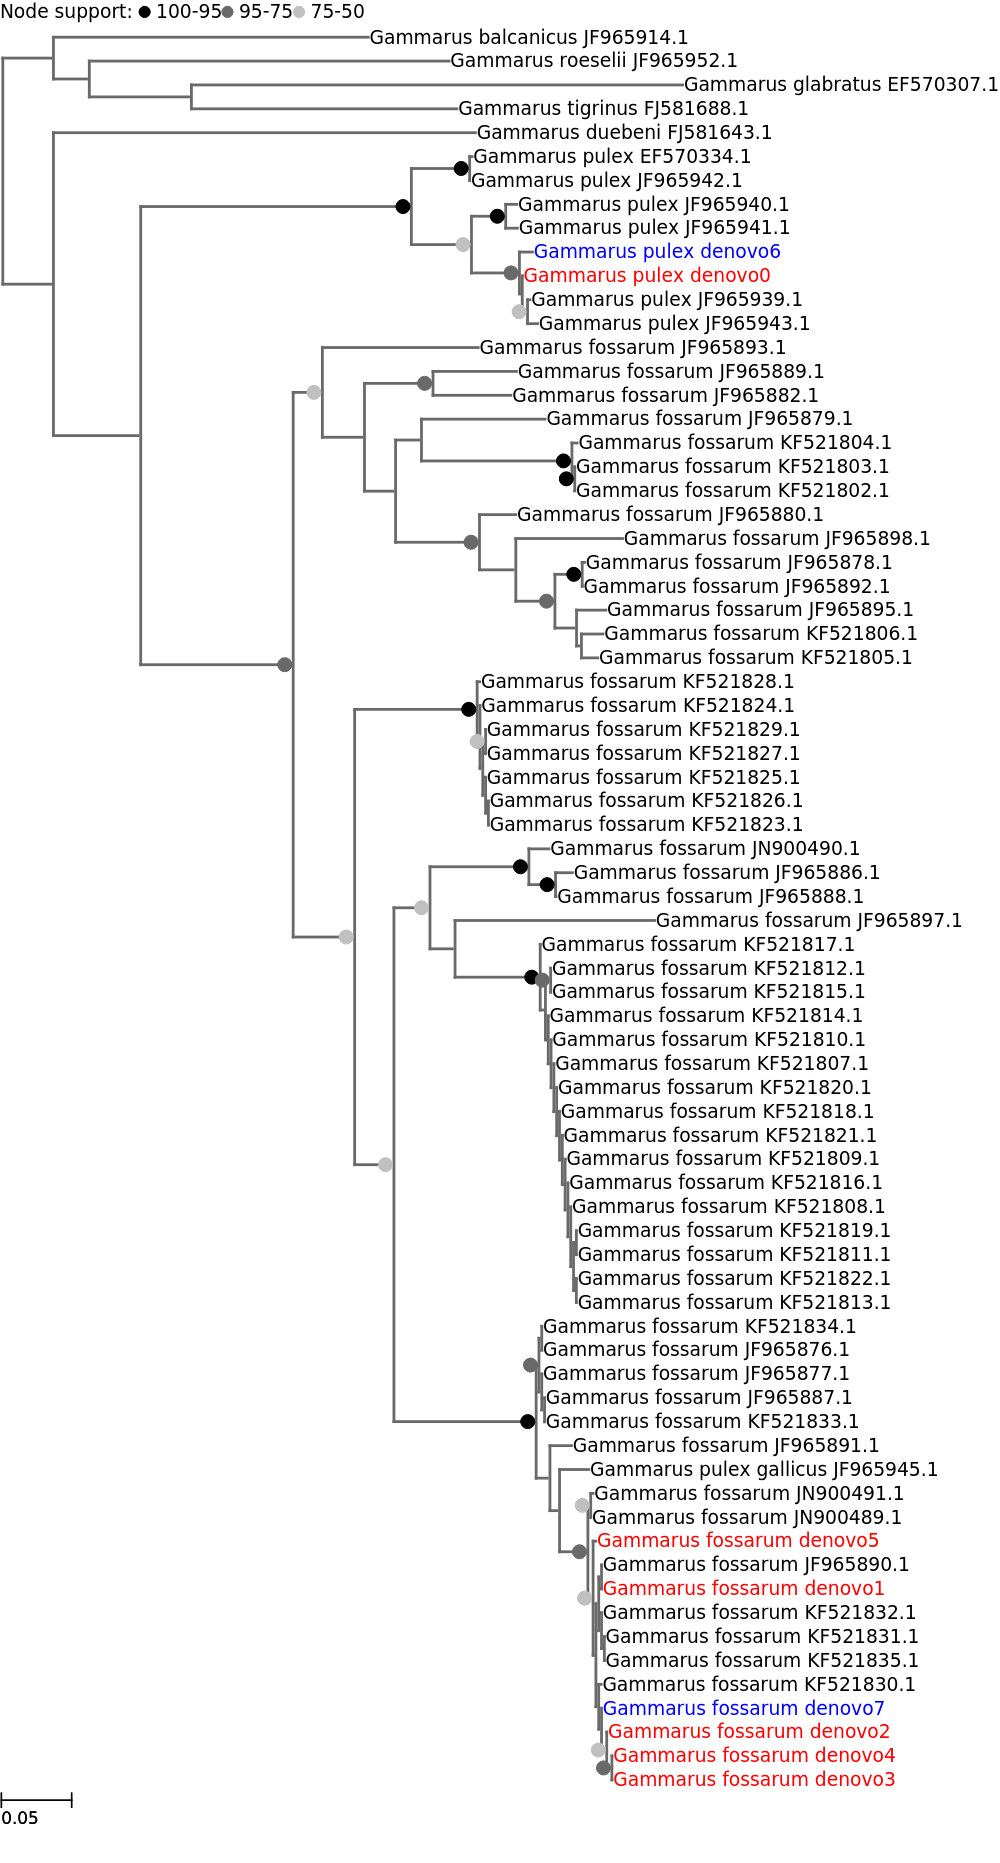 Node support: 100-95 95-75 75-50
Gammarus balcanicus JF965914.1
Gammarus roeselii JF965952.1
Gammarus glabratus EF570307.1
Gammarus tigrinus FJ581688.1
Gammarus duebeni FJ581643.1
Gammarus pulex EF570334.1
Gammarus pulex JF965942.1
Gammarus pulex JF965940.1
Gammarus pulex JF965941.1
Gammarus pulex denovo6
Gammarus pulex denovo0
Gammarus pulex JF965939.1
Gammarus pulex JF965943.1
Gammarus fossarum JF965893.1
Gammarus fossarum JF965889.1
Gammarus fossarum JF965882.1
Gammarus fossarum JF965879.1
Gammarus fossarum KF521804.1
Gammarus fossarum KF521803.1
Gammarus fossarum KF521802.1
Gammarus fossarum JF965880.1
Gammarus fossarum JF965898.1
Gammarus fossarum JF965878.1
Gammarus fossarum JF965892.1
Gammarus fossarum JF965895.1
Gammarus fossarum KF521806.1
Gammarus fossarum KF521805.1
Gammarus fossarum KF521828.1
Gammarus fossarum KF521824.1
Gammarus fossarum KF521829.1
Gammarus fossarum KF521827.1
Gammarus fossarum KF521825.1
Gammarus fossarum KF521826.1
Gammarus fossarum KF521823.1
Gammarus fossarum JN900490.1
Gammarus fossarum JF965886.1
Gammarus fossarum JF965888.1
Gammarus fossarum JF965897.1
Gammarus fossarum KF521817.1
Gammarus fossarum KF521812.1
Gammarus fossarum KF521815.1
Gammarus fossarum KF521814.1
Gammarus fossarum KF521810.1
Gammarus fossarum KF521807.1
Gammarus fossarum KF521820.1
Gammarus fossarum KF521818.1
Gammarus fossarum KF521821.1
Gammarus fossarum KF521809.1
Gammarus fossarum KF521816.1
Gammarus fossarum KF521808.1
Gammarus fossarum KF521819.1
Gammarus fossarum KF521811.1
Gammarus fossarum KF521822.1
Gammarus fossarum KF521813.1
Gammarus fossarum KF521834.1
Gammarus fossarum JF965876.1
Gammarus fossarum JF965877.1
Gammarus fossarum JF965887.1
Gammarus fossarum KF521833.1
Gammarus fossarum JF965891.1
Gammarus pulex gallicus JF965945.1
Gammarus fossarum JN900491.1
Gammarus fossarum JN900489.1
Gammarus fossarum denovo5
Gammarus fossarum JF965890.1
Gammarus fossarum denovo1
Gammarus fossarum KF521832.1
Gammarus fossarum KF521831.1
Gammarus fossarum KF521835.1
Gammarus fossarum KF521830.1
Gammarus fossarum denovo7
Gammarus fossarum denovo2
Gammarus fossarum denovo4
Gammarus fossarum denovo3
0.05